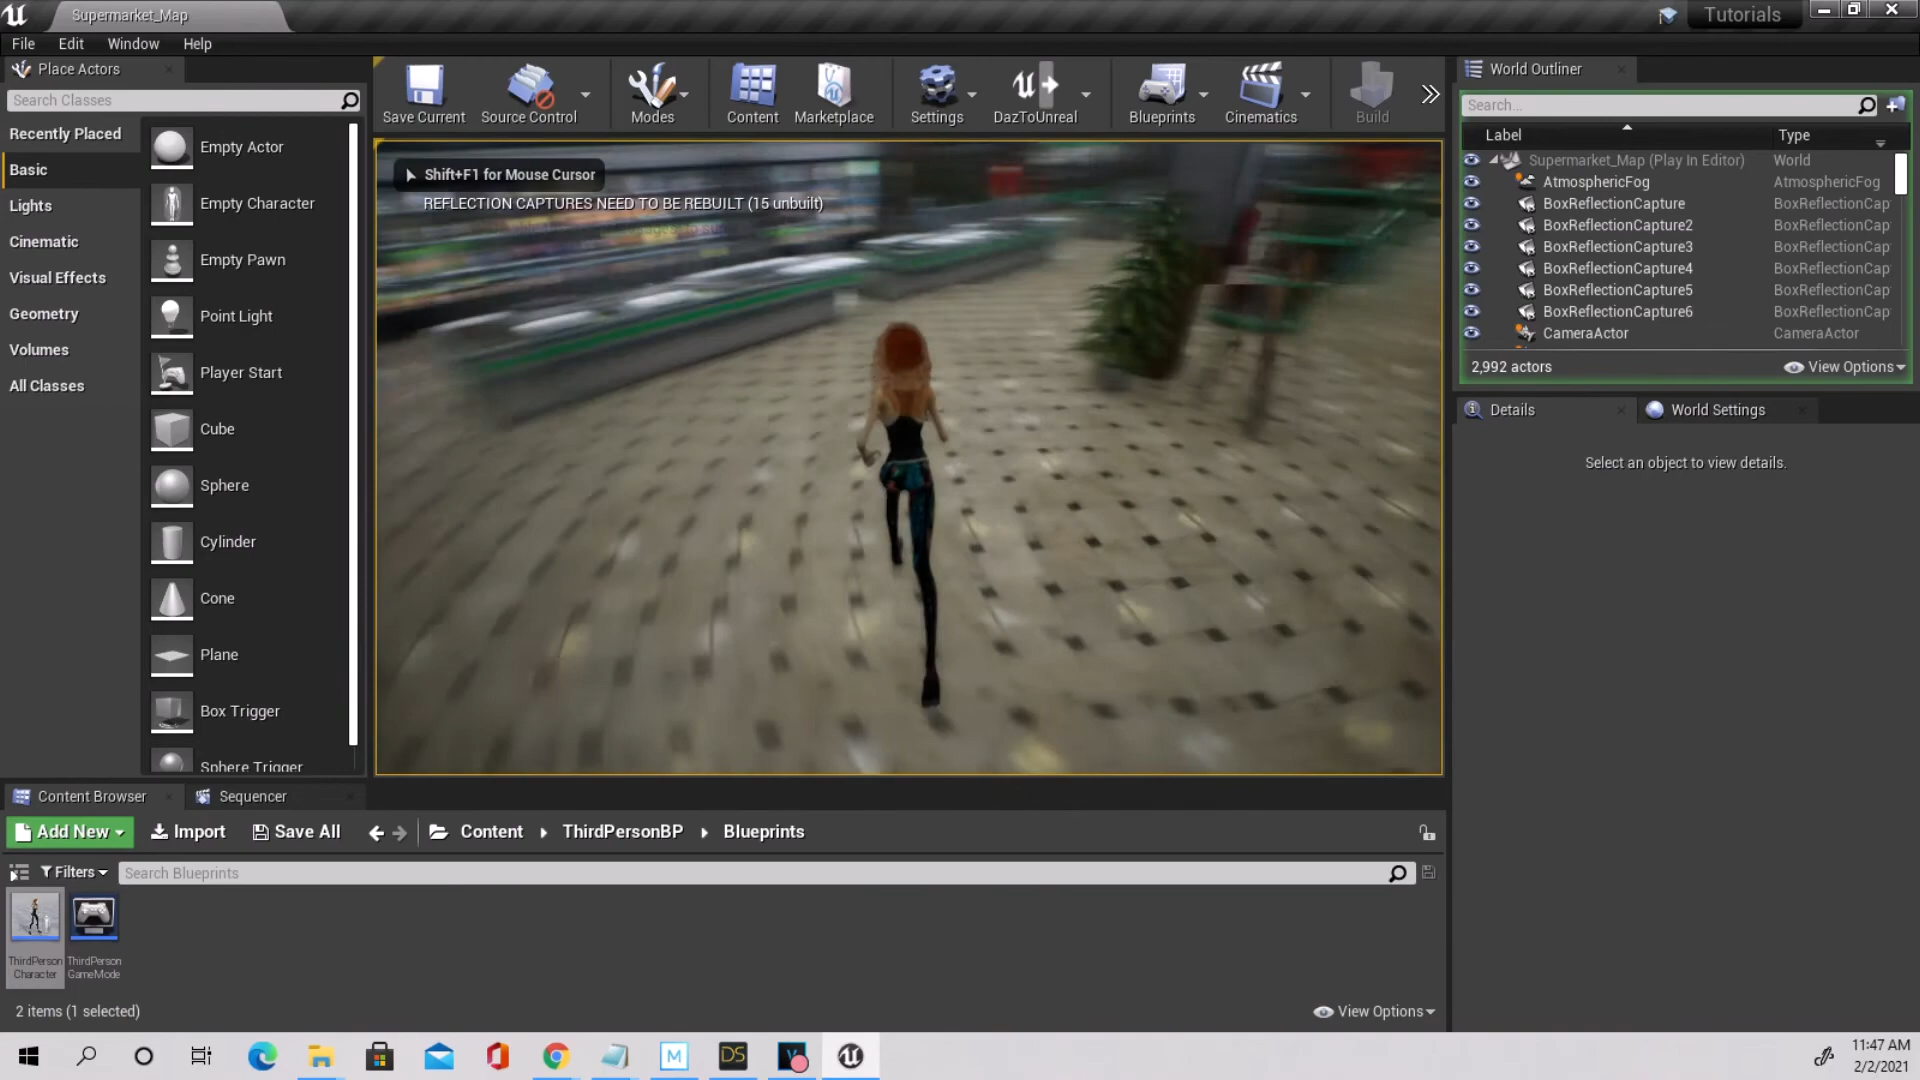 Supermarket_Map
Tutorials
File Edit Window Help
Place Actors
Search Classes
Recently Placed
Basic
Lights
Cinematic
Visual Effects
Geometry
Volumes
All Classes
Empty Actor
Empty Character
Empty Pawn
Point Light
Player Start
Cube
Sphere
Cylinder
Cone
Plane
Box Trigger
Sphere Trigger
Save Current
Source Control
Modes
Content
Marketplace
Settings
DazToUnreal
Blueprints
Cinematics
Build
Shift+F1 for Mouse Cursor
REFLECTION CAPTURES NEED TO BE REBUILT (15 unbuilt)
World Outliner
Search...
Label Type
Supermarket_Map (Play In Editor) World
AtmosphericFog AtmosphericFog
BoxReflectionCapture BoxReflectionCap
BoxReflectionCapture2 BoxReflectionCap
BoxReflectionCapture3 BoxReflectionCap
BoxReflectionCapture4 BoxReflectionCap
BoxReflectionCapture5 BoxReflectionCap
BoxReflectionCapture6 BoxReflectionCap
CameraActor CameraActor
2,992 actors View Options
Details World Settings
Select an object to view details.
Content Browser Sequencer
Add New Import Save All Content ThirdPersonBP Blueprints
Filters Search Blueprints
ThirdPerson
Character
ThirdPerson
GameMode
2 items (1 selected) View Options
M
DS
V
11:47 AM
2/2/2021